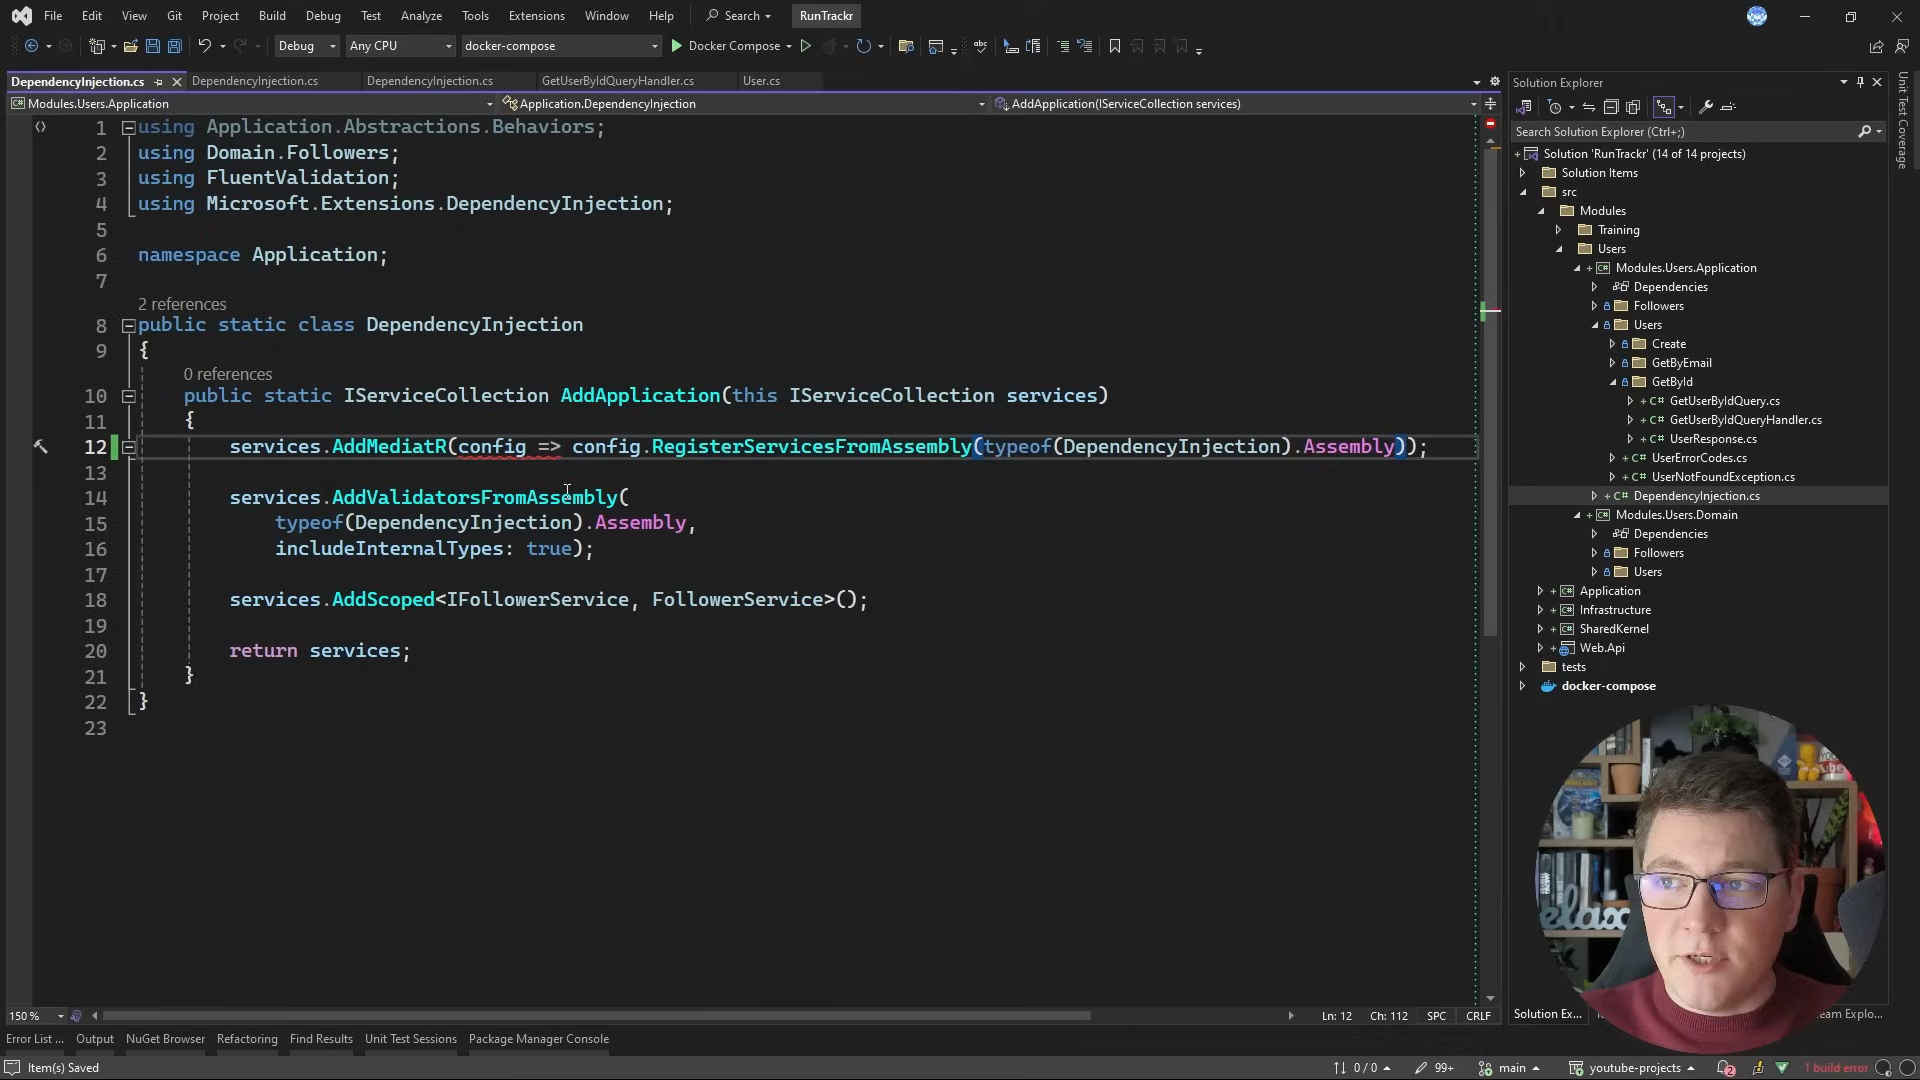 File Edit View Git Project Build Debug Test Analyze Tools Extensions Window Help Search RunTrackr
Debug Any CPU docker-compose Docker Compose
DependencyInjection.cs DependencyInjection.cs DependencyInjection.cs GetUserByIdQueryHandler.cs User.cs
Modules.Users.Application Application.DependencyInjection AddApplication(IServiceCollection services)
1 using Application.Abstractions.Behaviors;
2 using Domain.Followers;
3 using FluentValidation;
4 using Microsoft.Extensions.DependencyInjection;
5
6 namespace Application;
7
2 references
8 public static class DependencyInjection
9 {
0 references
10 public static IServiceCollection AddApplication(this IServiceCollection services)
11 {
12 services.AddMediatR(config => config.RegisterServicesFromAssembly(typeof(DependencyInjection).Assembly));
13
14 services.AddValidatorsFromAssembly(
15 typeof(DependencyInjection).Assembly,
16 includeInternalTypes: true);
17
18 services.AddScoped<IFollowerService, FollowerService>();
19
20 return services;
21 }
22 }
23
150 % Ln: 12 Ch: 112 SPC CRLF
Error List ... Output NuGet Browser Refactoring Find Results Unit Test Sessions Package Manager Console
Item(s) Saved 0 / 0 99+ main youtube-projects 2 1 build error
Solution Explorer
Search Solution Explorer (Ctrl+;)
Solution 'RunTrackr' (14 of 14 projects)
Solution Items
src
Modules
Training
Users
Modules.Users.Application
Dependencies
Followers
Users
Create
GetByEmail
GetById
GetUserByIdQuery.cs
GetUserByIdQueryHandler.cs
UserResponse.cs
UserErrorCodes.cs
UserNotFoundException.cs
DependencyInjection.cs
Modules.Users.Domain
Dependencies
Followers
Users
Application
Infrastructure
SharedKernel
Web.Api
tests
docker-compose
Solution Ex...
eam Explo...
Unit Test Coverage
elax